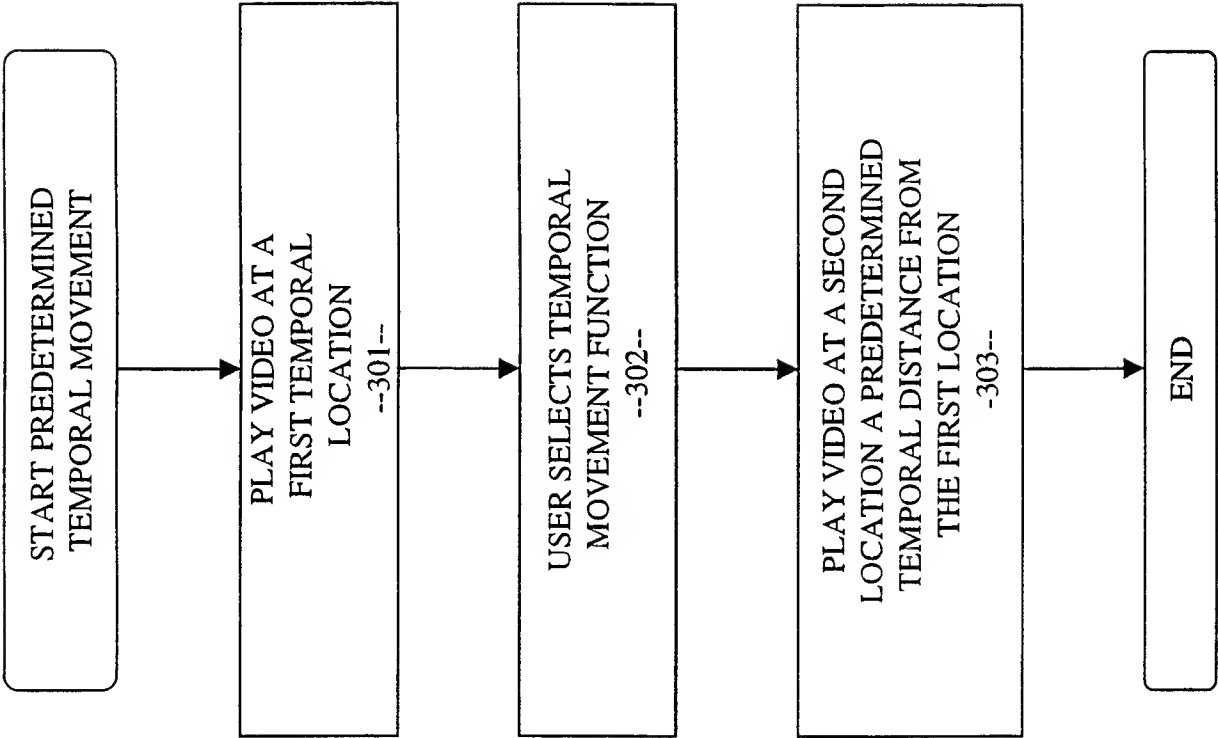 START PREDETERMINED
TEMPORAL MOVEMENT
PLAY VIDEO AT A
FIRST TEMPORAL
LOCATION
--301--
USER SELECTS TEMPORAL
MOVEMENT FUNCTION
--302--
PLAY VIDEO AT A SECOND
LOCATION A PREDETERMINED
TEMPORAL DISTANCE FROM
THE FIRST LOCATION
-303--
END